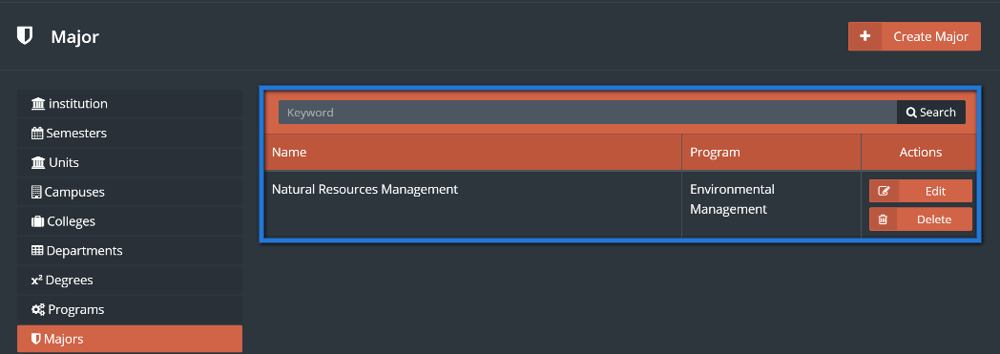 Major
Create Major
institution
Semesters
Units
Campuses
Colleges
Departments
x² Degrees
Programs
Majors
Keyword
Search
Name Program Actions
Natural Resources Management Environmental Edit
Management Delete